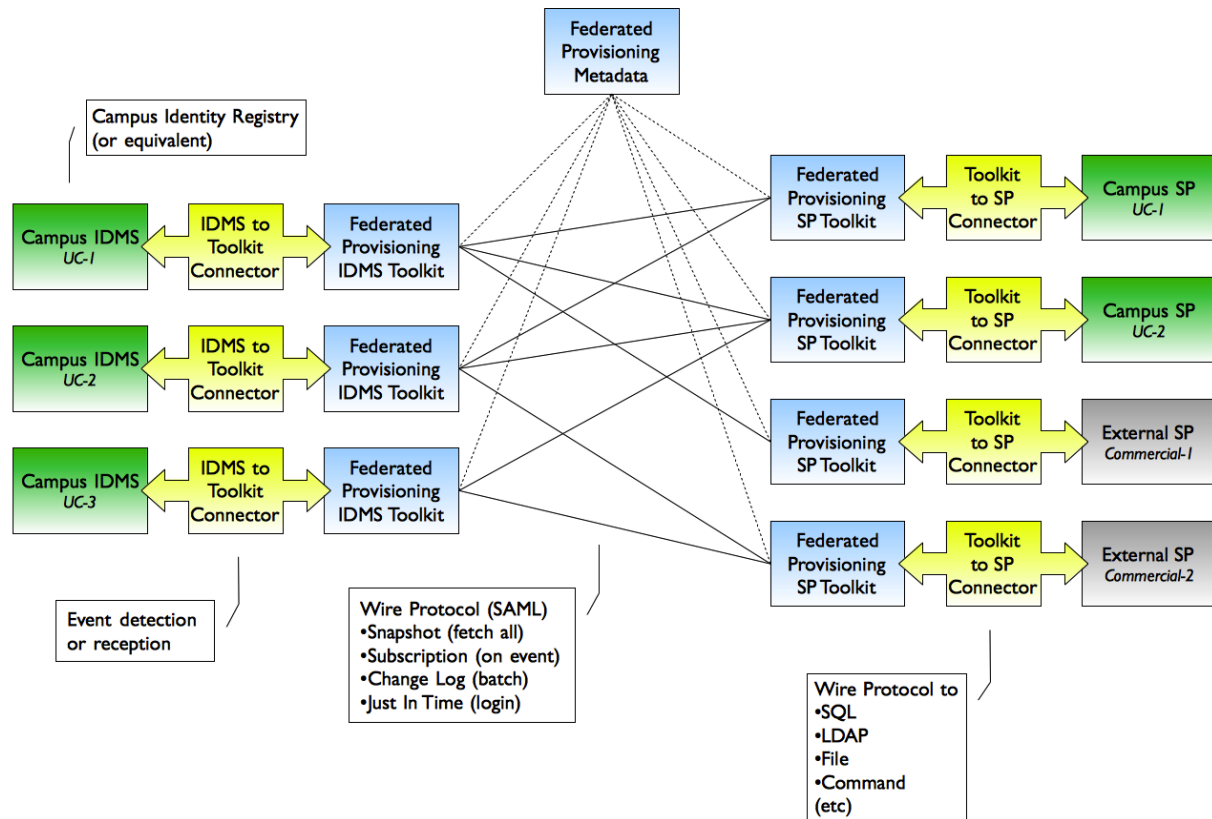 Federated
Provisioning
Metadata
Campus Identity Registry
(or equivalent)
Campus IDMS
UC-1
IDMS to
Toolkit
Connector
Federated
Provisioning
IDMS Toolkit
Campus IDMS
UC-2
IDMS to
Toolkit
Connector
Federated
Provisioning
IDMS Toolkit
Campus IDMS
UC-3
IDMS to
Toolkit
Connector
Federated
Provisioning
IDMS Toolkit
Federated
Provisioning
SP Toolkit
Toolkit
to SP
Connector
Campus SP
UC-1
Federated
Provisioning
SP Toolkit
Toolkit
to SP
Connector
Campus SP
UC-2
Federated
Provisioning
SP Toolkit
Toolkit
to SP
Connector
External SP
Commercial-1
Federated
Provisioning
SP Toolkit
Toolkit
to SP
Connector
External SP
Commercial-2
Event detection
or reception
Wire Protocol (SAML)
•Snapshot (fetch all)
•Subscription (on event)
•Change Log (batch)
•Just In Time (login)
Wire Protocol to
•SQL
•LDAP
•File
•Command
(etc)